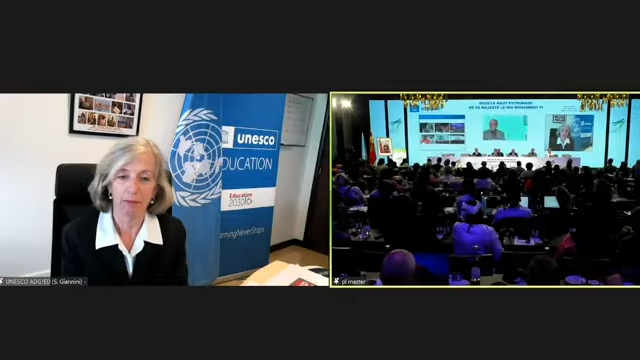 unesco
EDUCATION
Education
2030
rningNeverStops
UNESCO ADG/ED (S. Giannini)
SOUS LE HAUT PATRONAGE
DE SA MAJESTÉ LE ROI MOHAMMED VI
pl master